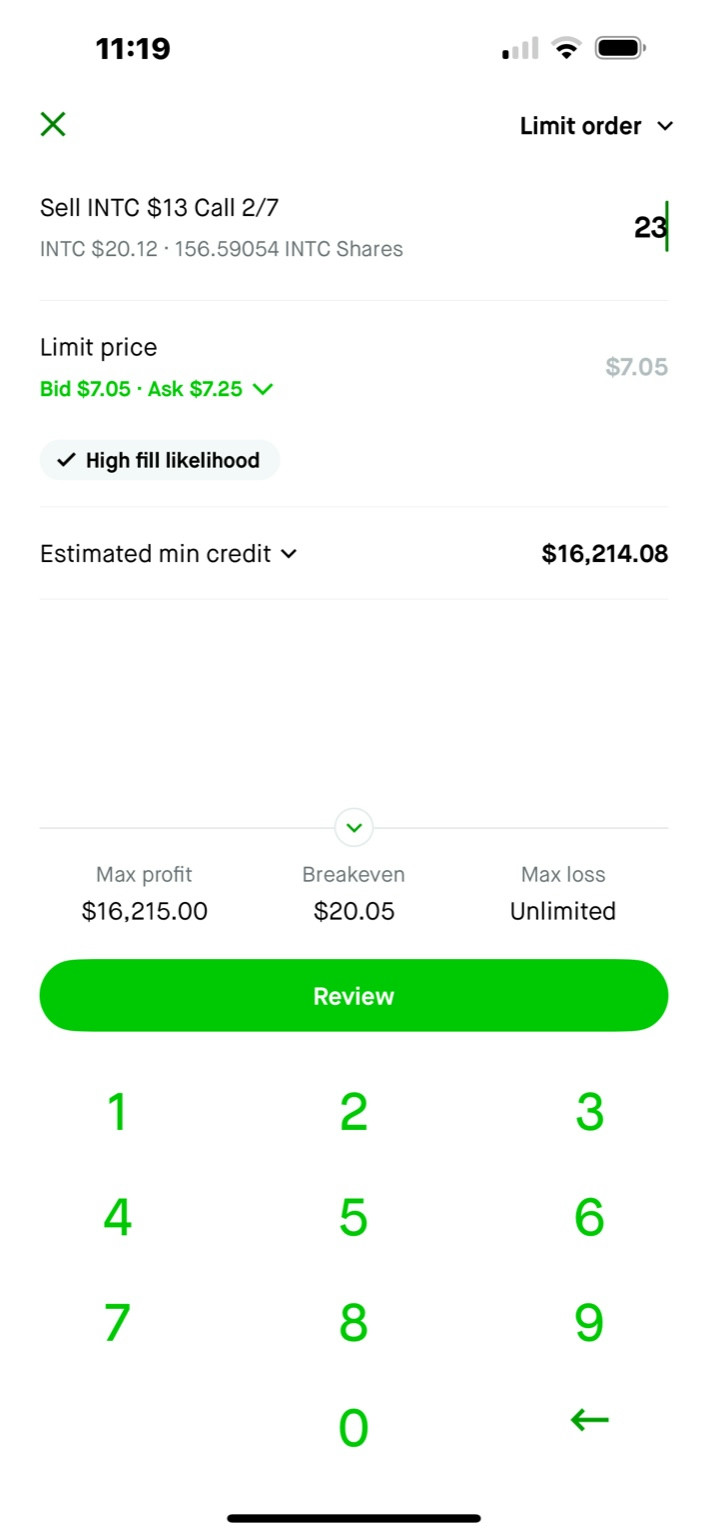 11:19
Limit order
Sell INTC $13 Call 2/7
23
INTC $20.12 · 156.59054 INTC Shares
Limit price
$7.05
Bid $7.05 · Ask $7.25
High fill likelihood
Estimated min credit
$16,214.08
Max profit
Breakeven
Max loss
$16,215.00
$20.05
Unlimited
Review
1 2 3
4 5 6
7 8 9
0